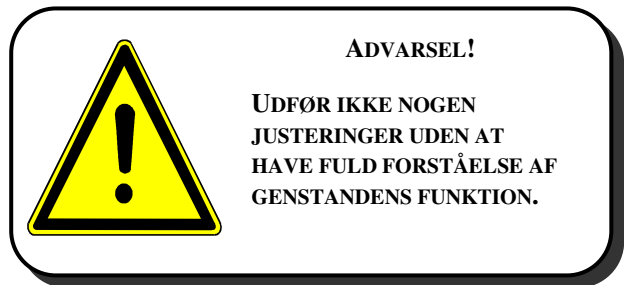 ADVARSEL!
UDFØR IKKE NOGEN
JUSTERINGER UDEN AT
HAVE FULD FORSTÅELSE AF
GENSTANDENS FUNKTION.